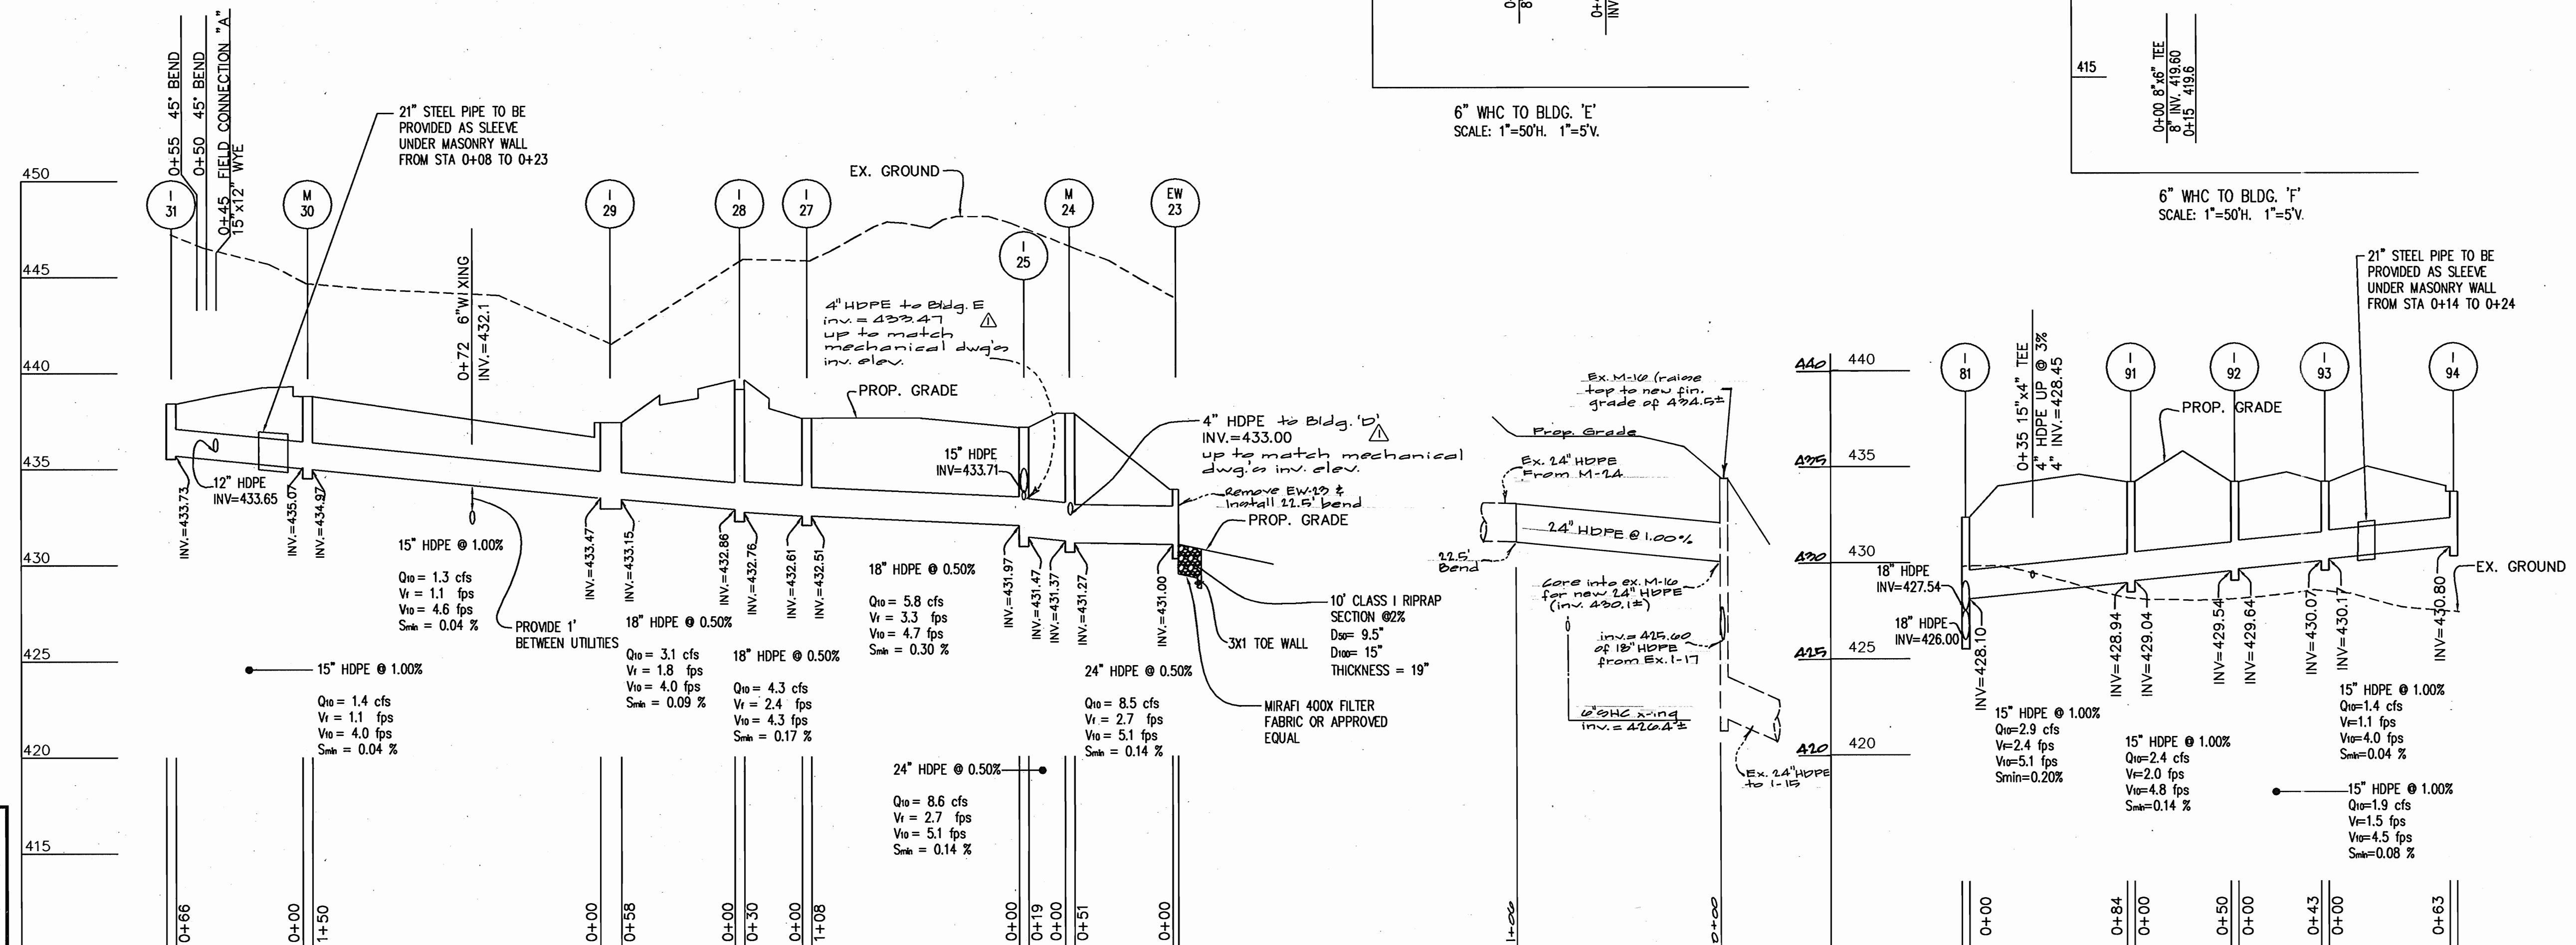 0+55 45° BEND
0+50 45° BEND
0+45 FIELD CONNECTION "A"
15"x12" WYE
21" STEEL PIPE TO BE
PROVIDED AS SLEEVE
UNDER MASONRY WALL
FROM STA 0+08 TO 0+23
6" WHC TO BLDG. 'E'
SCALE: 1"=50'H. 1"=5'V.
415
0+00 8"x6" TEE
8" INV. 419.60
0+15 419.6
6" WHC TO BLDG. 'F'
SCALE: 1"=50'H. 1"=5'V.
450
445
440
435
430
425
420
415
I
31
M
30
I
29
I
28
I
27
I
25
M
24
EW
23
EX. GROUND
0+72 6"W XING
INV.=432.1
4" HDPE to Bldg. E
inv. = 433.47
up to match
mechanical dwg's
inv. elev.
1
PROP. GRADE
15" HDPE
INV=433.71
4" HDPE to Bldg. 'D'
INV.=433.00
up to match mechanical
dwg.'s inv. elev.
1
Remove EW-23 &
Install 22.5° bend
PROP. GRADE
12" HDPE
INV=433.65
INV.=433.73
INV.=435.07
INV.=434.97
INV.=433.47
INV.=433.15
INV.=432.86
INV.=432.76
INV.=432.61
INV.=432.51
INV.=431.97
INV.=431.47
INV.=431.37
INV.=431.27
INV.=431.00
15" HDPE @ 1.00%
Q10 = 1.3 cfs
Vf = 1.1 fps
V10 = 4.6 fps
Smin = 0.04 %
PROVIDE 1'
BETWEEN UTILITIES
15" HDPE @ 1.00%
Q10 = 1.4 cfs
Vf = 1.1 fps
V10 = 4.0 fps
Smin = 0.04 %
18" HDPE @ 0.50%
Q10 = 3.1 cfs
Vf = 1.8 fps
V10 = 4.0 fps
Smin = 0.09 %
18" HDPE @ 0.50%
Q10 = 4.3 cfs
Vf = 2.4 fps
V10 = 4.3 fps
Smin = 0.17 %
18" HDPE @ 0.50%
Q10 = 5.8 cfs
Vf = 3.3 fps
V10 = 4.7 fps
Smin = 0.30 %
24" HDPE @ 0.50%
Q10 = 8.6 cfs
Vf = 2.7 fps
V10 = 5.1 fps
Smin = 0.14 %
24" HDPE @ 0.50%
Q10 = 8.5 cfs
Vf = 2.7 fps
V10 = 5.1 fps
Smin = 0.14 %
10' CLASS I RIPRAP
SECTION @2%
D50= 9.5"
D100= 15"
THICKNESS = 19"
3X1 TOE WALL
MIRAFI 400X FILTER
FABRIC OR APPROVED
EQUAL
0+66
0+00
1+50
0+00
0+58
0+00
0+30
0+00
1+08
0+00
0+19
0+00
0+51
0+00
Ex. M-16 (raise
top to new fin.
grade of 434.5±
Prop. Grade
Ex. 24" HDPE
From M-24
24" HDPE @ 1.00%
22.5°
Bend
Core into ex. M-16
for new 24" HDPE
(inv. 430.1±)
inv. = 425.60
of 18" HDPE
from Ex. I-17
6" SHC x-ing
inv. = 426.4±
Ex. 24" HDPE
to I-15
1+06
0+00
440 440
435 435
430 430
425 425
420 420
I
81
I
91
I
92
I
93
I
94
0+35 15"x4" TEE
4" HDPE UP @ 3%
4" INV.=428.45
PROP. GRADE
21" STEEL PIPE TO BE
PROVIDED AS SLEEVE
UNDER MASONRY WALL
FROM STA 0+14 TO 0+24
EX. GROUND
18" HDPE
INV=427.54
18" HDPE
INV=426.00
INV=428.10
INV=428.94
INV=429.04
INV=429.54
INV=429.64
INV=430.07
INV=430.17
INV=430.80
15" HDPE @ 1.00%
Q10=2.9 cfs
Vf=2.4 fps
V10=5.1 fps
Smin=0.20%
15" HDPE @ 1.00%
Q10=2.4 cfs
Vf=2.0 fps
V10=4.8 fps
Smin=0.14 %
15" HDPE @ 1.00%
Q10=1.4 cfs
Vf=1.1 fps
V10=4.0 fps
Smin=0.04 %
15" HDPE @ 1.00%
Q10=1.9 cfs
Vf=1.5 fps
V10=4.5 fps
Smin=0.08 %
0+00
0+84
0+00
0+50
0+00
0+43
0+00
0+63